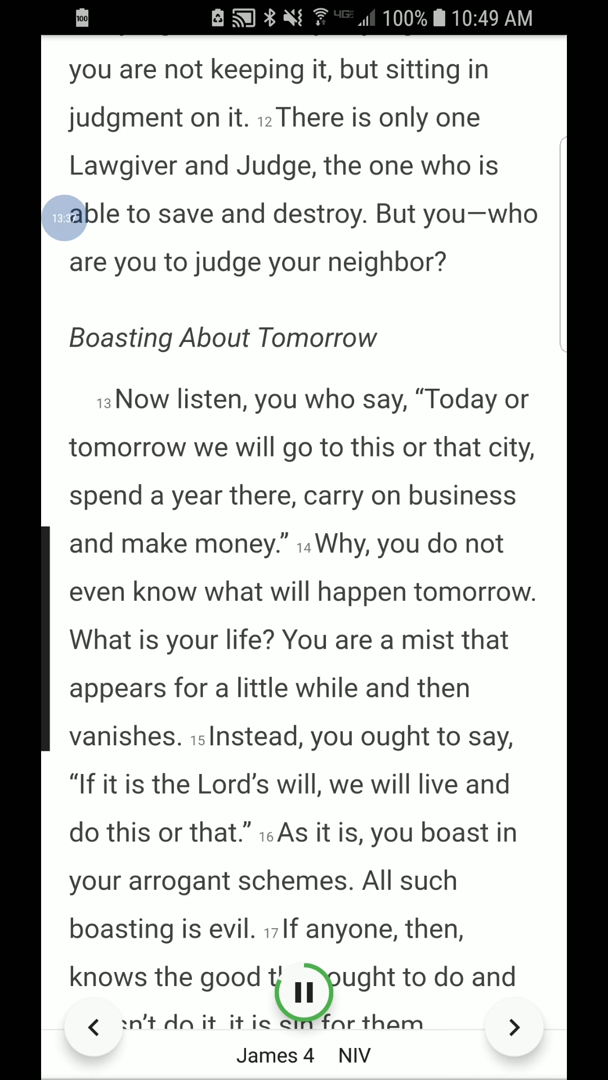 100 4GE 100% 10:49 AM
you are not keeping it, but sitting in
judgment on it. 12 There is only one
Lawgiver and Judge, the one who is
able to save and destroy. But you—who
are you to judge your neighbor?
Boasting About Tomorrow
13 Now listen, you who say, “Today or
tomorrow we will go to this or that city,
spend a year there, carry on business
and make money.” 14 Why, you do not
even know what will happen tomorrow.
What is your life? You are a mist that
appears for a little while and then
vanishes. 15 Instead, you ought to say,
“If it is the Lord’s will, we will live and
do this or that.” 16 As it is, you boast in
your arrogant schemes. All such
boasting is evil. 17 If anyone, then,
knows the good ought to do and
sn’t do it, it is sin for them.
James 4 NIV